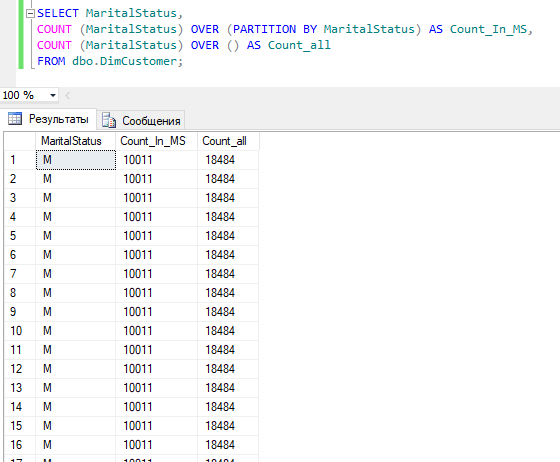 SELECT MaritalStatus,
COUNT (MaritalStatus) OVER (PARTITION BY MaritalStatus) AS Count_In_MS,
COUNT (MaritalStatus) OVER () AS Count_all
FROM dbo.DimCustomer;
100 %
Результаты Сообщения
MaritalStatus Count_In_MS Count_all
1 M 10011 18484
2 M 10011 18484
3 M 10011 18484
4 M 10011 18484
5 M 10011 18484
6 M 10011 18484
7 M 10011 18484
8 M 10011 18484
9 M 10011 18484
10 M 10011 18484
11 M 10011 18484
12 M 10011 18484
13 M 10011 18484
14 M 10011 18484
15 M 10011 18484
16 M 10011 18484
17 M 10011 18484